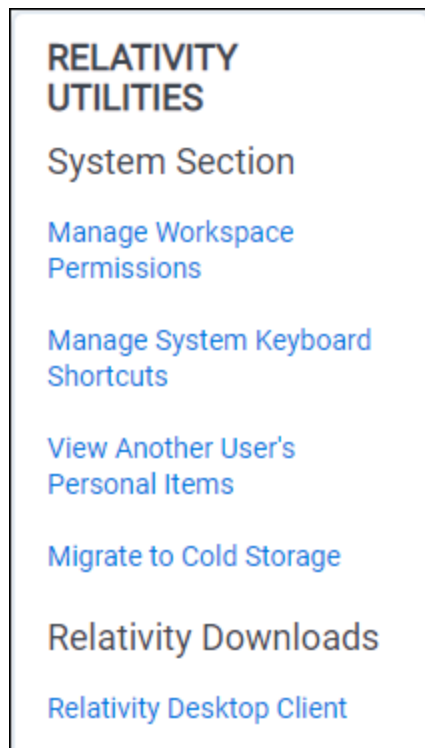 RELATIVITY
UTILITIES
System Section
Manage Workspace
Permissions
Manage System Keyboard
Shortcuts
View Another User's
Personal Items
Migrate to Cold Storage
Relativity Downloads
Relativity Desktop Client